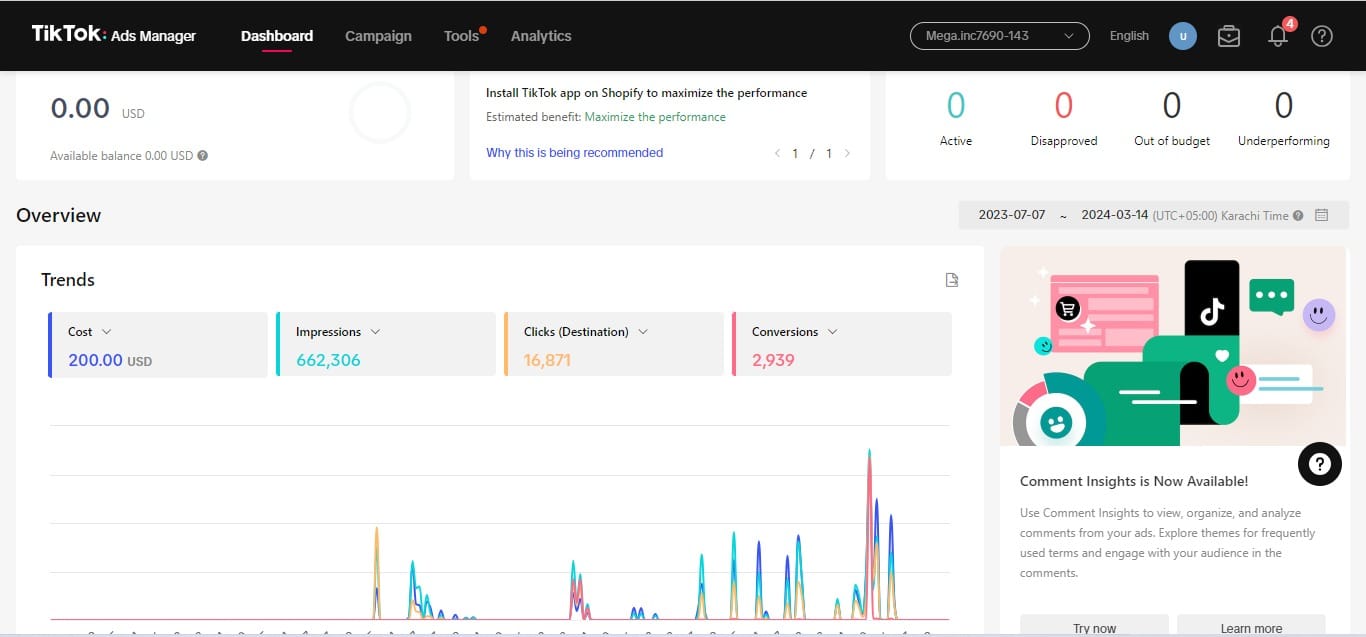 TikTok: Ads Manager
Dashboard
Campaign
Tools
Analytics
Mega.inc7690-143
English
u
4
?
0.00 USD
Available balance 0.00 USD ?
Install TikTok app on Shopify to maximize the performance
Estimated benefit: Maximize the performance
Why this is being recommended
< 1 / 1 >
0
Active
0
Disapproved
0
Out of budget
0
Underperforming
Overview
2023-07-07 ~ 2024-03-14 (UTC+05:00) Karachi Time ?
Trends
Cost
200.00 USD
Impressions
662,306
Clicks (Destination)
16,871
Conversions
2,939
?
Comment Insights is Now Available!
Use Comment Insights to view, organize, and analyze
comments from your ads. Explore themes for frequently
used terms and engage with your audience in the
comments.
Try now
Learn more